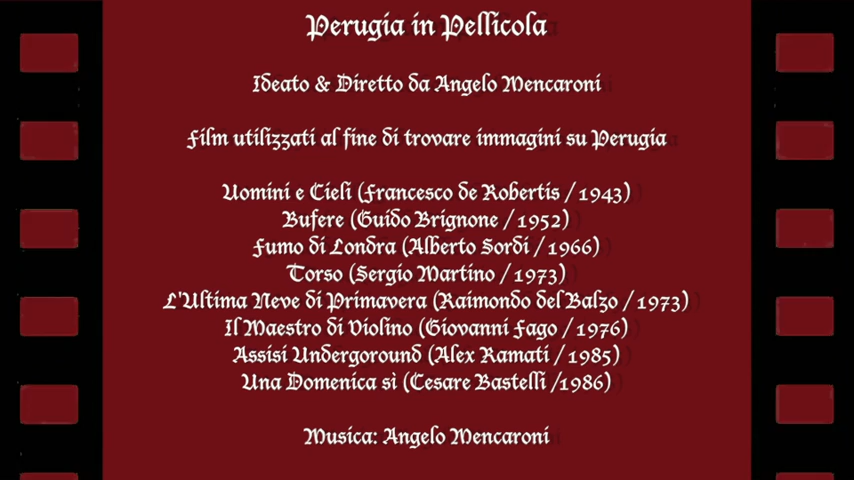 Perugia in Pellicola
Ideato & Diretto da Angelo Mencaroni
Film utilizzati al fine di trovare immagini su Perugia
Uomini e Cieli (Francesco de Robertis / 1943)
Bufere (Guido Brignone / 1952)
Fumo di Londra (Alberto Sordi / 1966)
Torso (Sergio Martino / 1973)
L'Ultima Neve di Primavera (Raimondo del Balzo / 1973)
Il Maestro di Violino (Giovanni Fago / 1976)
Assisi Undergoround (Alex Ramati / 1985)
Una Domenica sì (Cesare Bastelli /1986)
Musica: Angelo Mencaroni